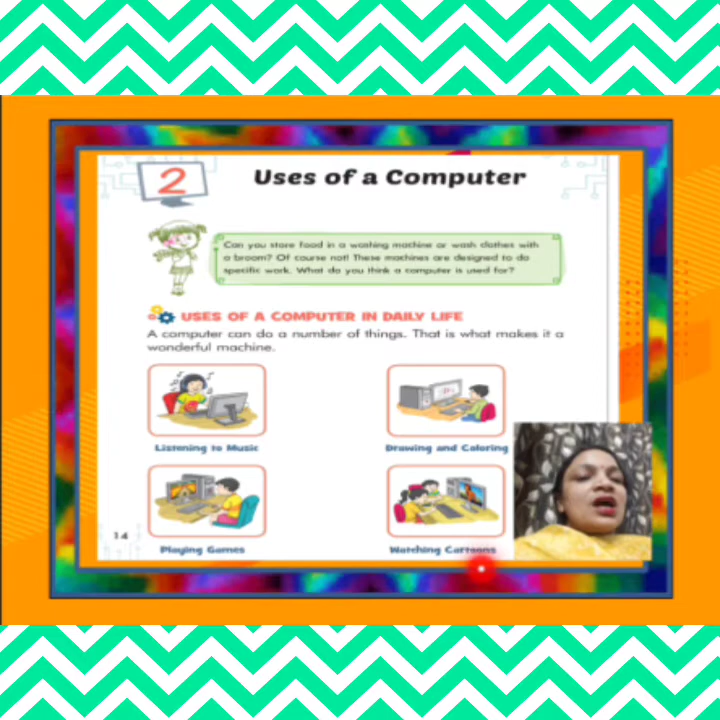 2
Uses of a Computer
Can you store food in a washing machine or wash clothes with
a broom? Of course not! These machines are designed to do
specific work. What do you think a computer is used for?
USES OF A COMPUTER IN DAILY LIFE
A computer can do a number of things. That is what makes it a
wonderful machine.
Listening to Music
Drawing and Coloring
Playing Games
Watching Cartoons
14